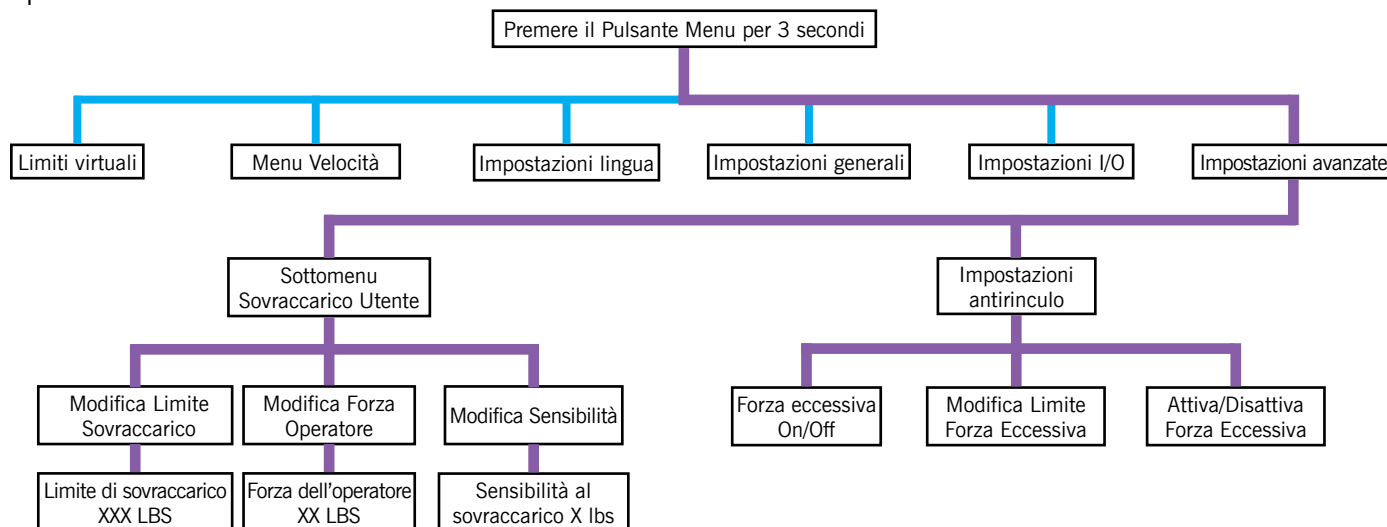 Premere il Pulsante Menu per 3 secondi
Limiti virtuali
Menu Velocità
Impostazioni lingua
Impostazioni generali
Impostazioni I/O
Impostazioni avanzate
Sottomenu
Sovraccarico Utente
Impostazioni
antirinculo
Modifica Limite
Sovraccarico
Modifica Forza
Operatore
Modifica Sensibilità
Forza eccessiva
On/Off
Modifica Limite
Forza Eccessiva
Attiva/Disattiva
Forza Eccessiva
Limite di sovraccarico
XXX LBS
Forza dell'operatore
XX LBS
Sensibilità al
sovraccarico X lbs